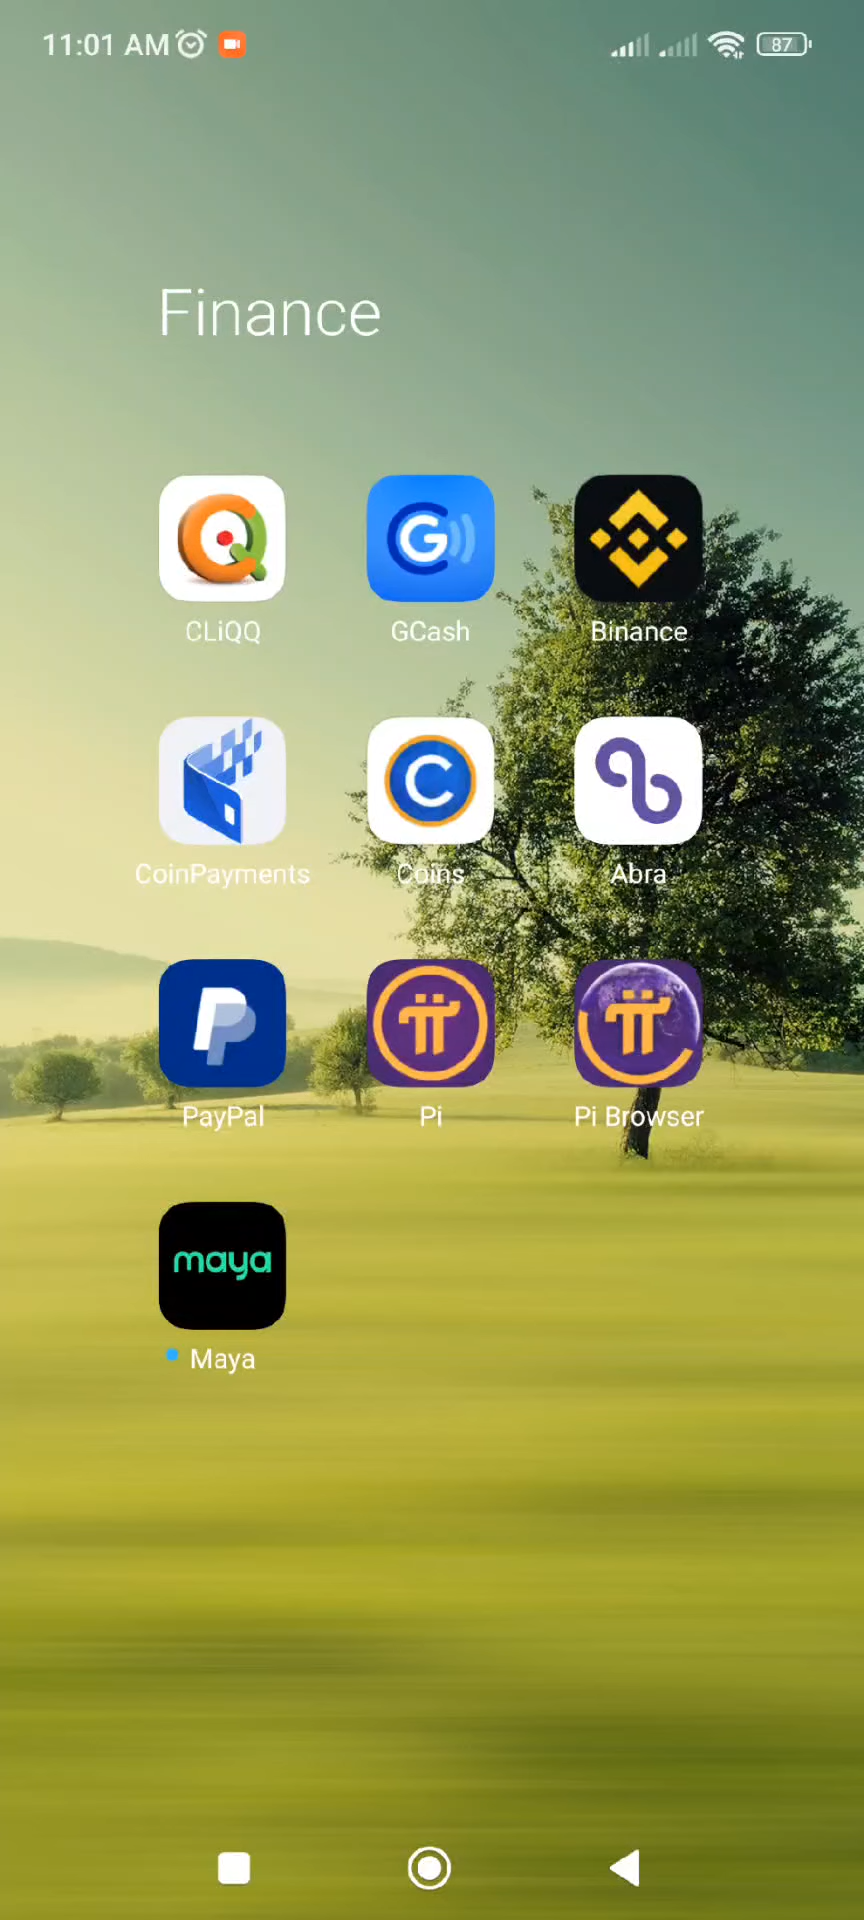 11:01 AM
87
Finance
CLiQQ
GCash
Binance
CoinPayments
Coins
Abra
PayPal
Pi
Pi Browser
maya
Maya